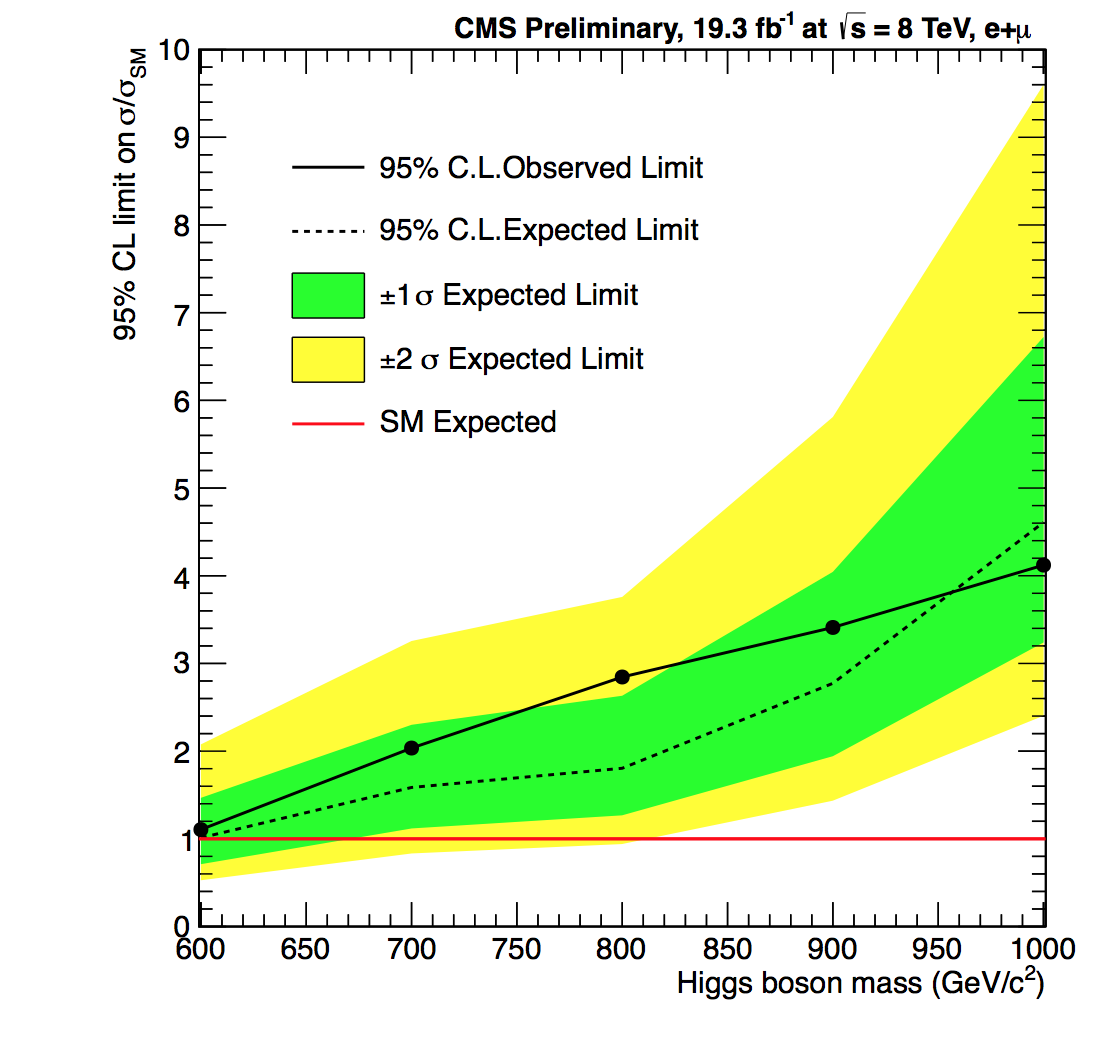 CMS Preliminary, 19.3 fb⁻¹ at √s = 8 TeV, e+μ
95% CL limit on σ/σSM
10
9
8
7
6
5
4
3
2
1
0
95% C.L.Observed Limit
95% C.L.Expected Limit
±1σ Expected Limit
±2 σ Expected Limit
SM Expected
600 650 700 750 800 850 900 950 1000
Higgs boson mass (GeV/c²)